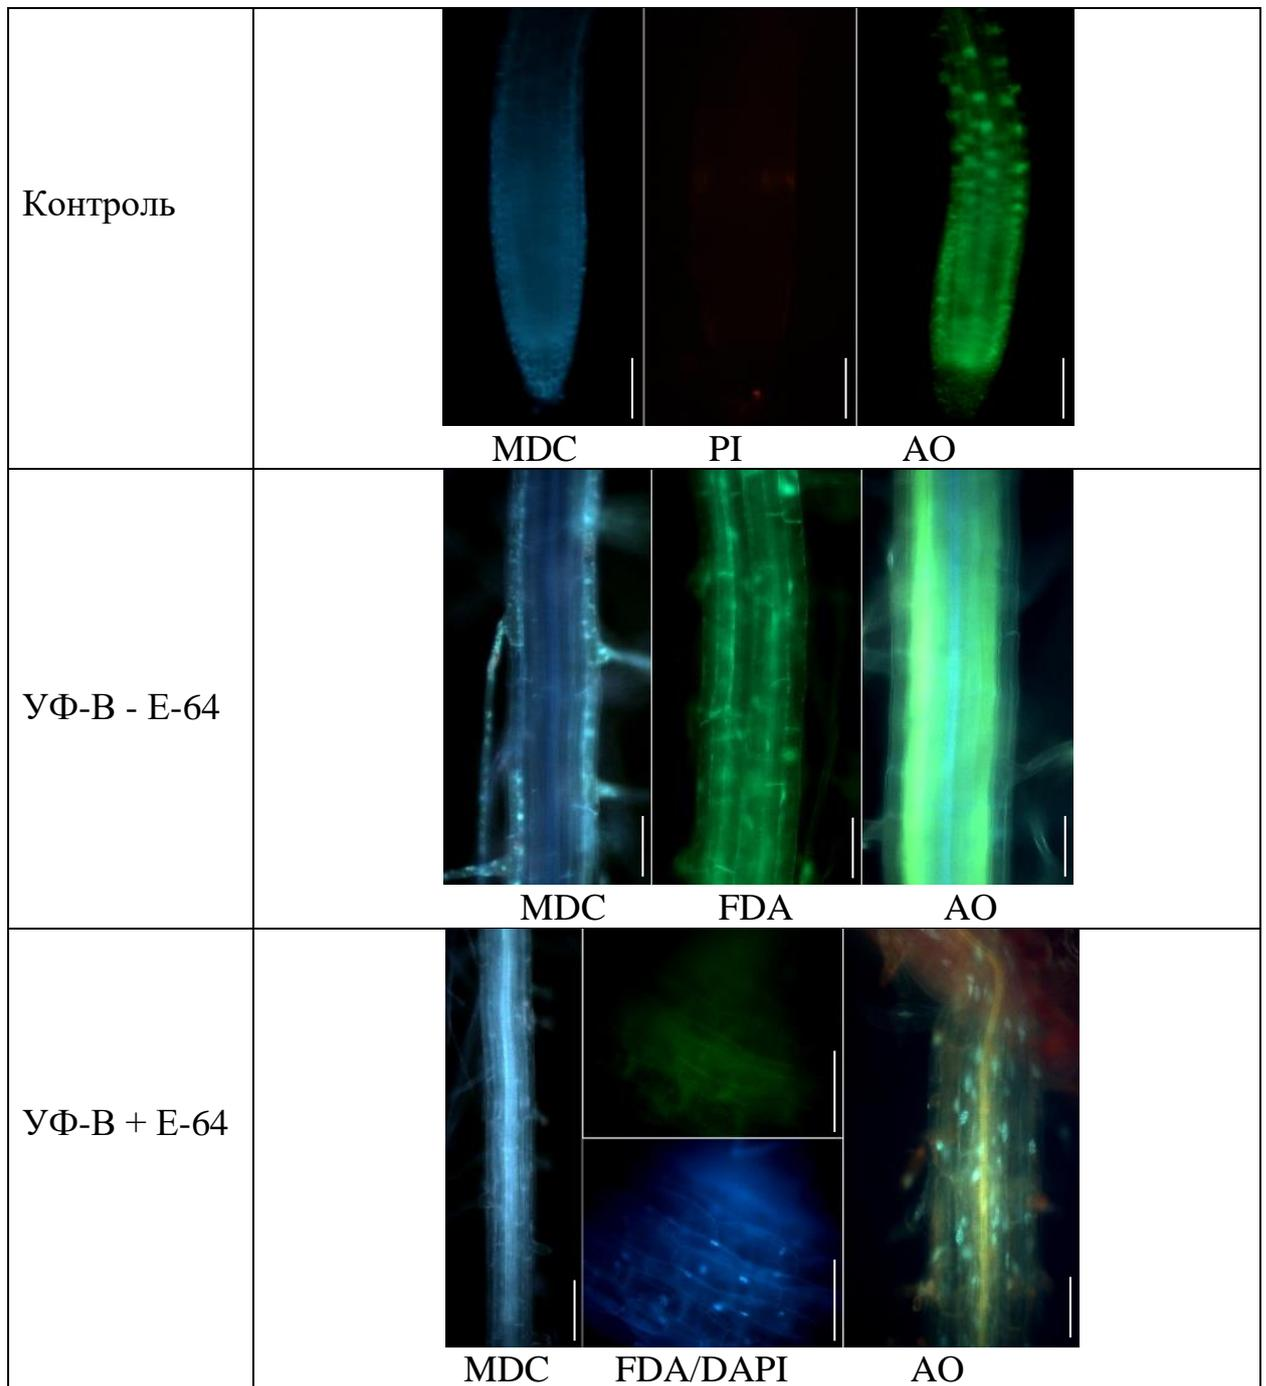 Контроль
MDC PI AO
УФ-В - Е-64
MDC FDA AO
УФ-В + Е-64
MDC FDA/DAPI AO